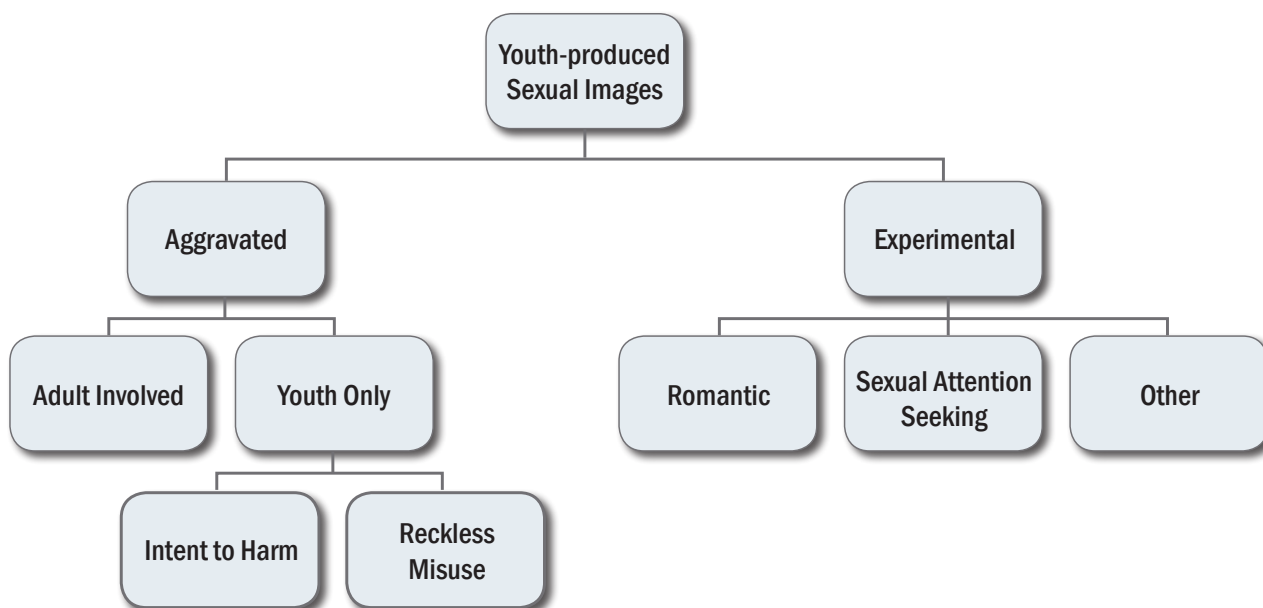 Youth-produced
Sexual Images
Aggravated
Experimental
Adult Involved
Youth Only
Romantic
Sexual Attention
Seeking
Other
Intent to Harm
Reckless
Misuse